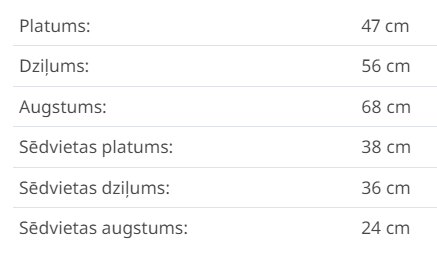 Platums: 47 cm
Dziļums: 56 cm
Augstums: 68 cm
Sēdvietas platums: 38 cm
Sēdvietas dziļums: 36 cm
Sēdvietas augstums: 24 cm